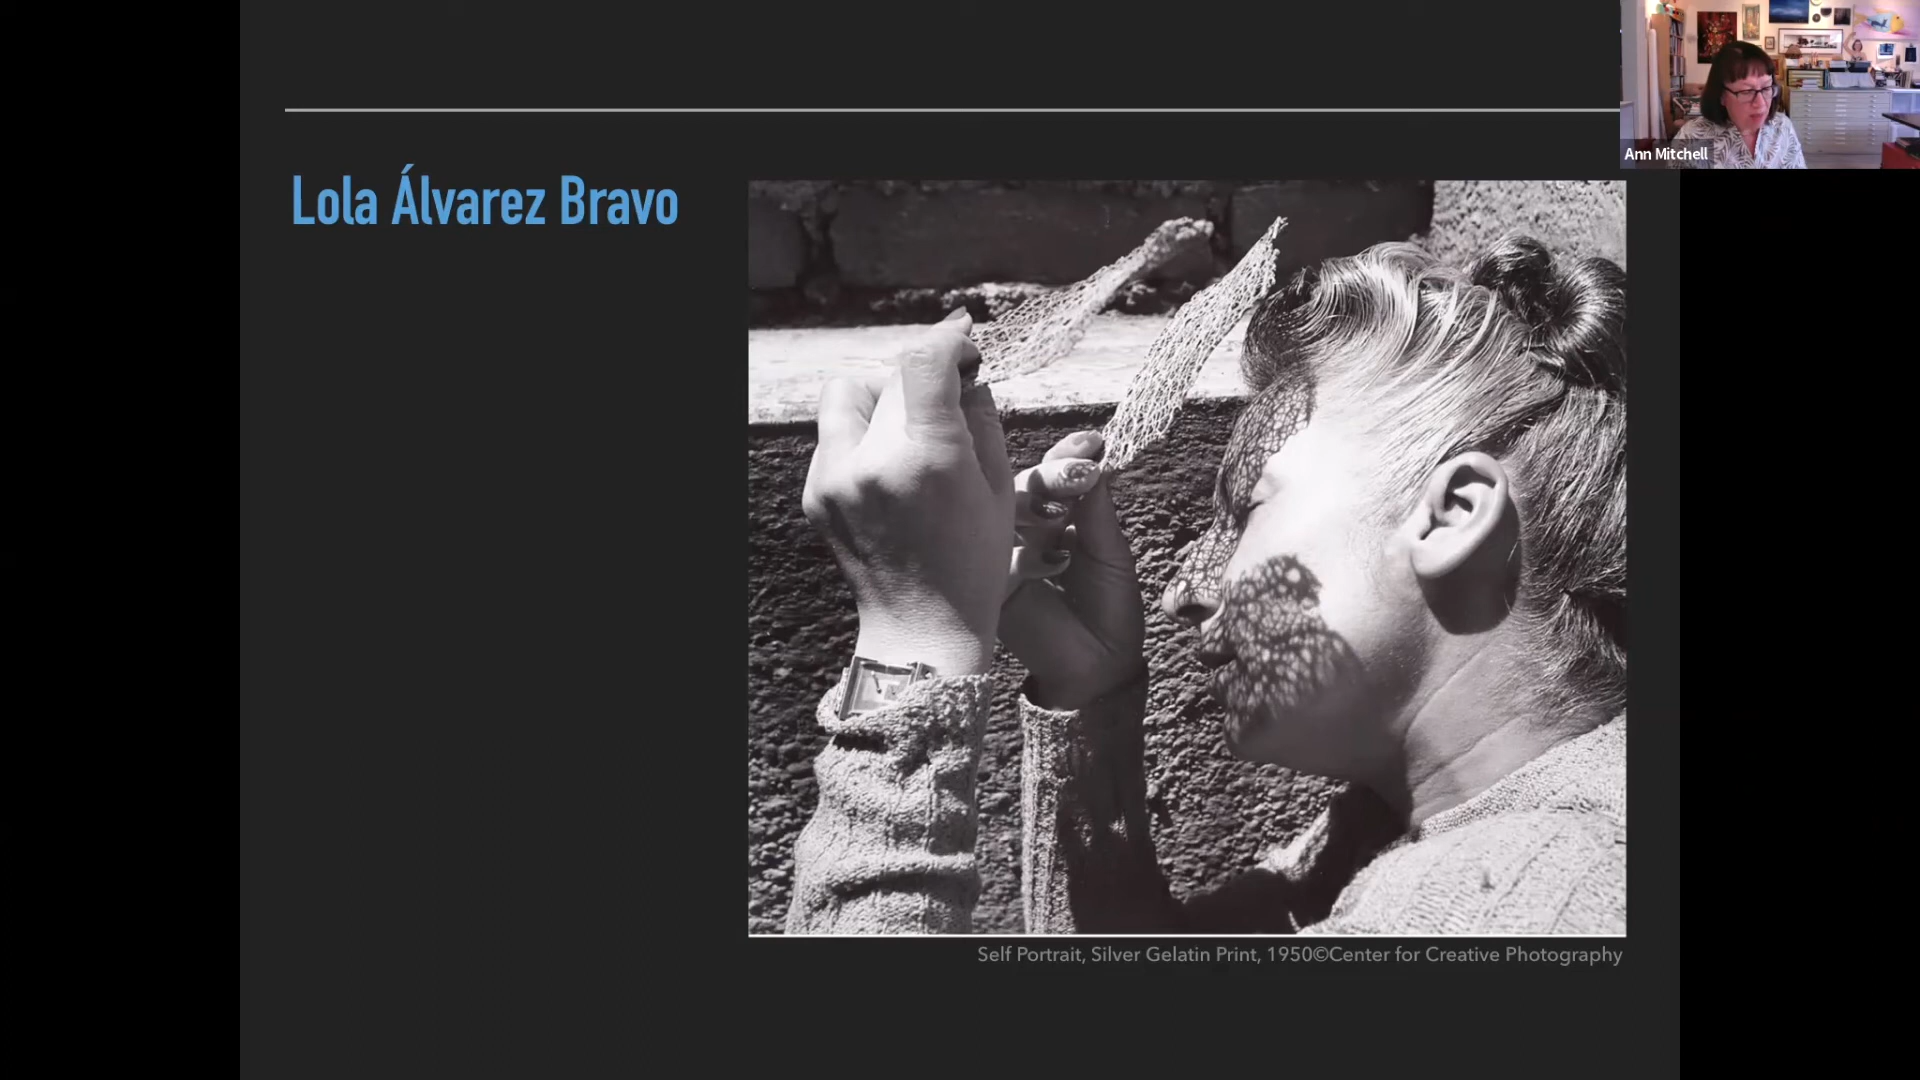 Lola Álvarez Bravo
Ann Mitchell
Self Portrait, Silver Gelatin Print, 1950©Center for Creative Photography